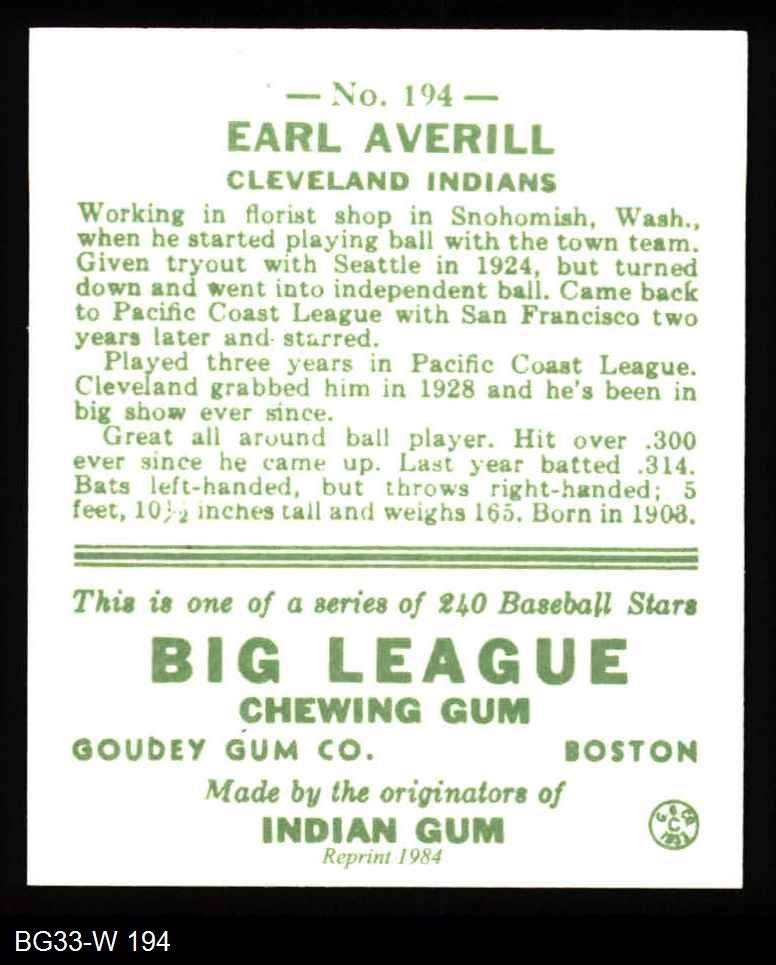 — No. 194 —
EARL AVERILL
CLEVELAND INDIANS
Working in florist shop in Snohomish, Wash.,
when he started playing ball with the town team.
Given tryout with Seattle in 1924, but turned
down and went into independent ball. Came back
to Pacific Coast League with San Francisco two
years later and starred.
Played three years in Pacific Coast League.
Cleveland grabbed him in 1928 and he's been in
big show ever since.
Great all around ball player. Hit over .300
ever since he came up. Last year batted .314.
Bats left-handed, but throws right-handed; 5
feet, 10½ inches tall and weighs 165. Born in 1903.
This is one of a series of 240 Baseball Stars
BIG LEAGUE
CHEWING GUM
GOUDEY GUM CO. BOSTON
Made by the originators of
INDIAN GUM
Reprint 1984
BG33-W 194